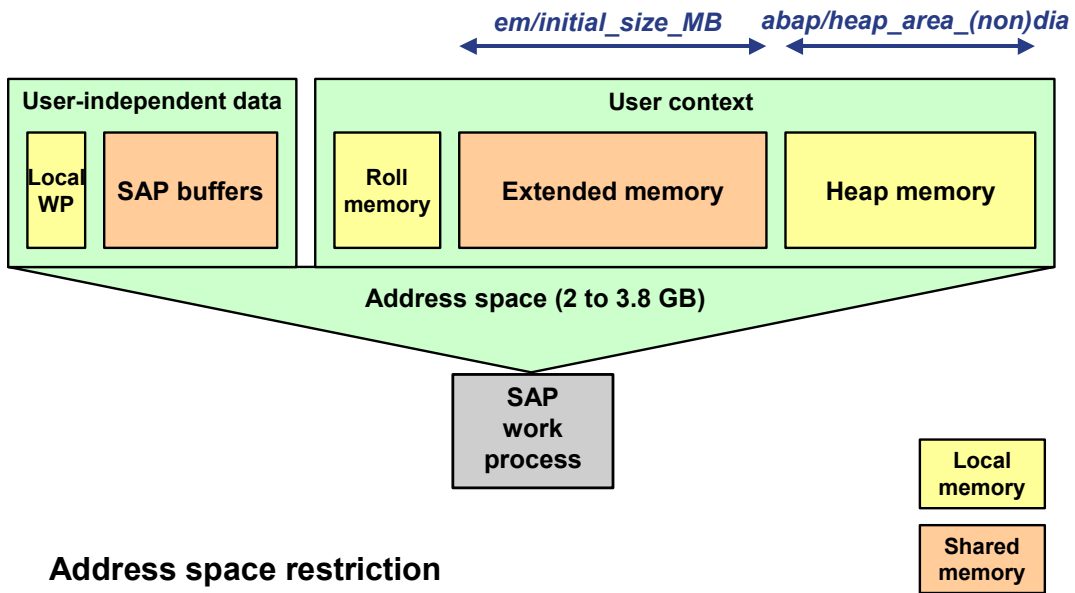 em/initial_size_MB abap/heap_area_(non)dia
User-independent data
User context
Local
WP
SAP buffers
Roll
memory
Extended memory
Heap memory
Address space (2 to 3.8 GB)
SAP
work
process
Local
memory
Shared
memory
Address space restriction